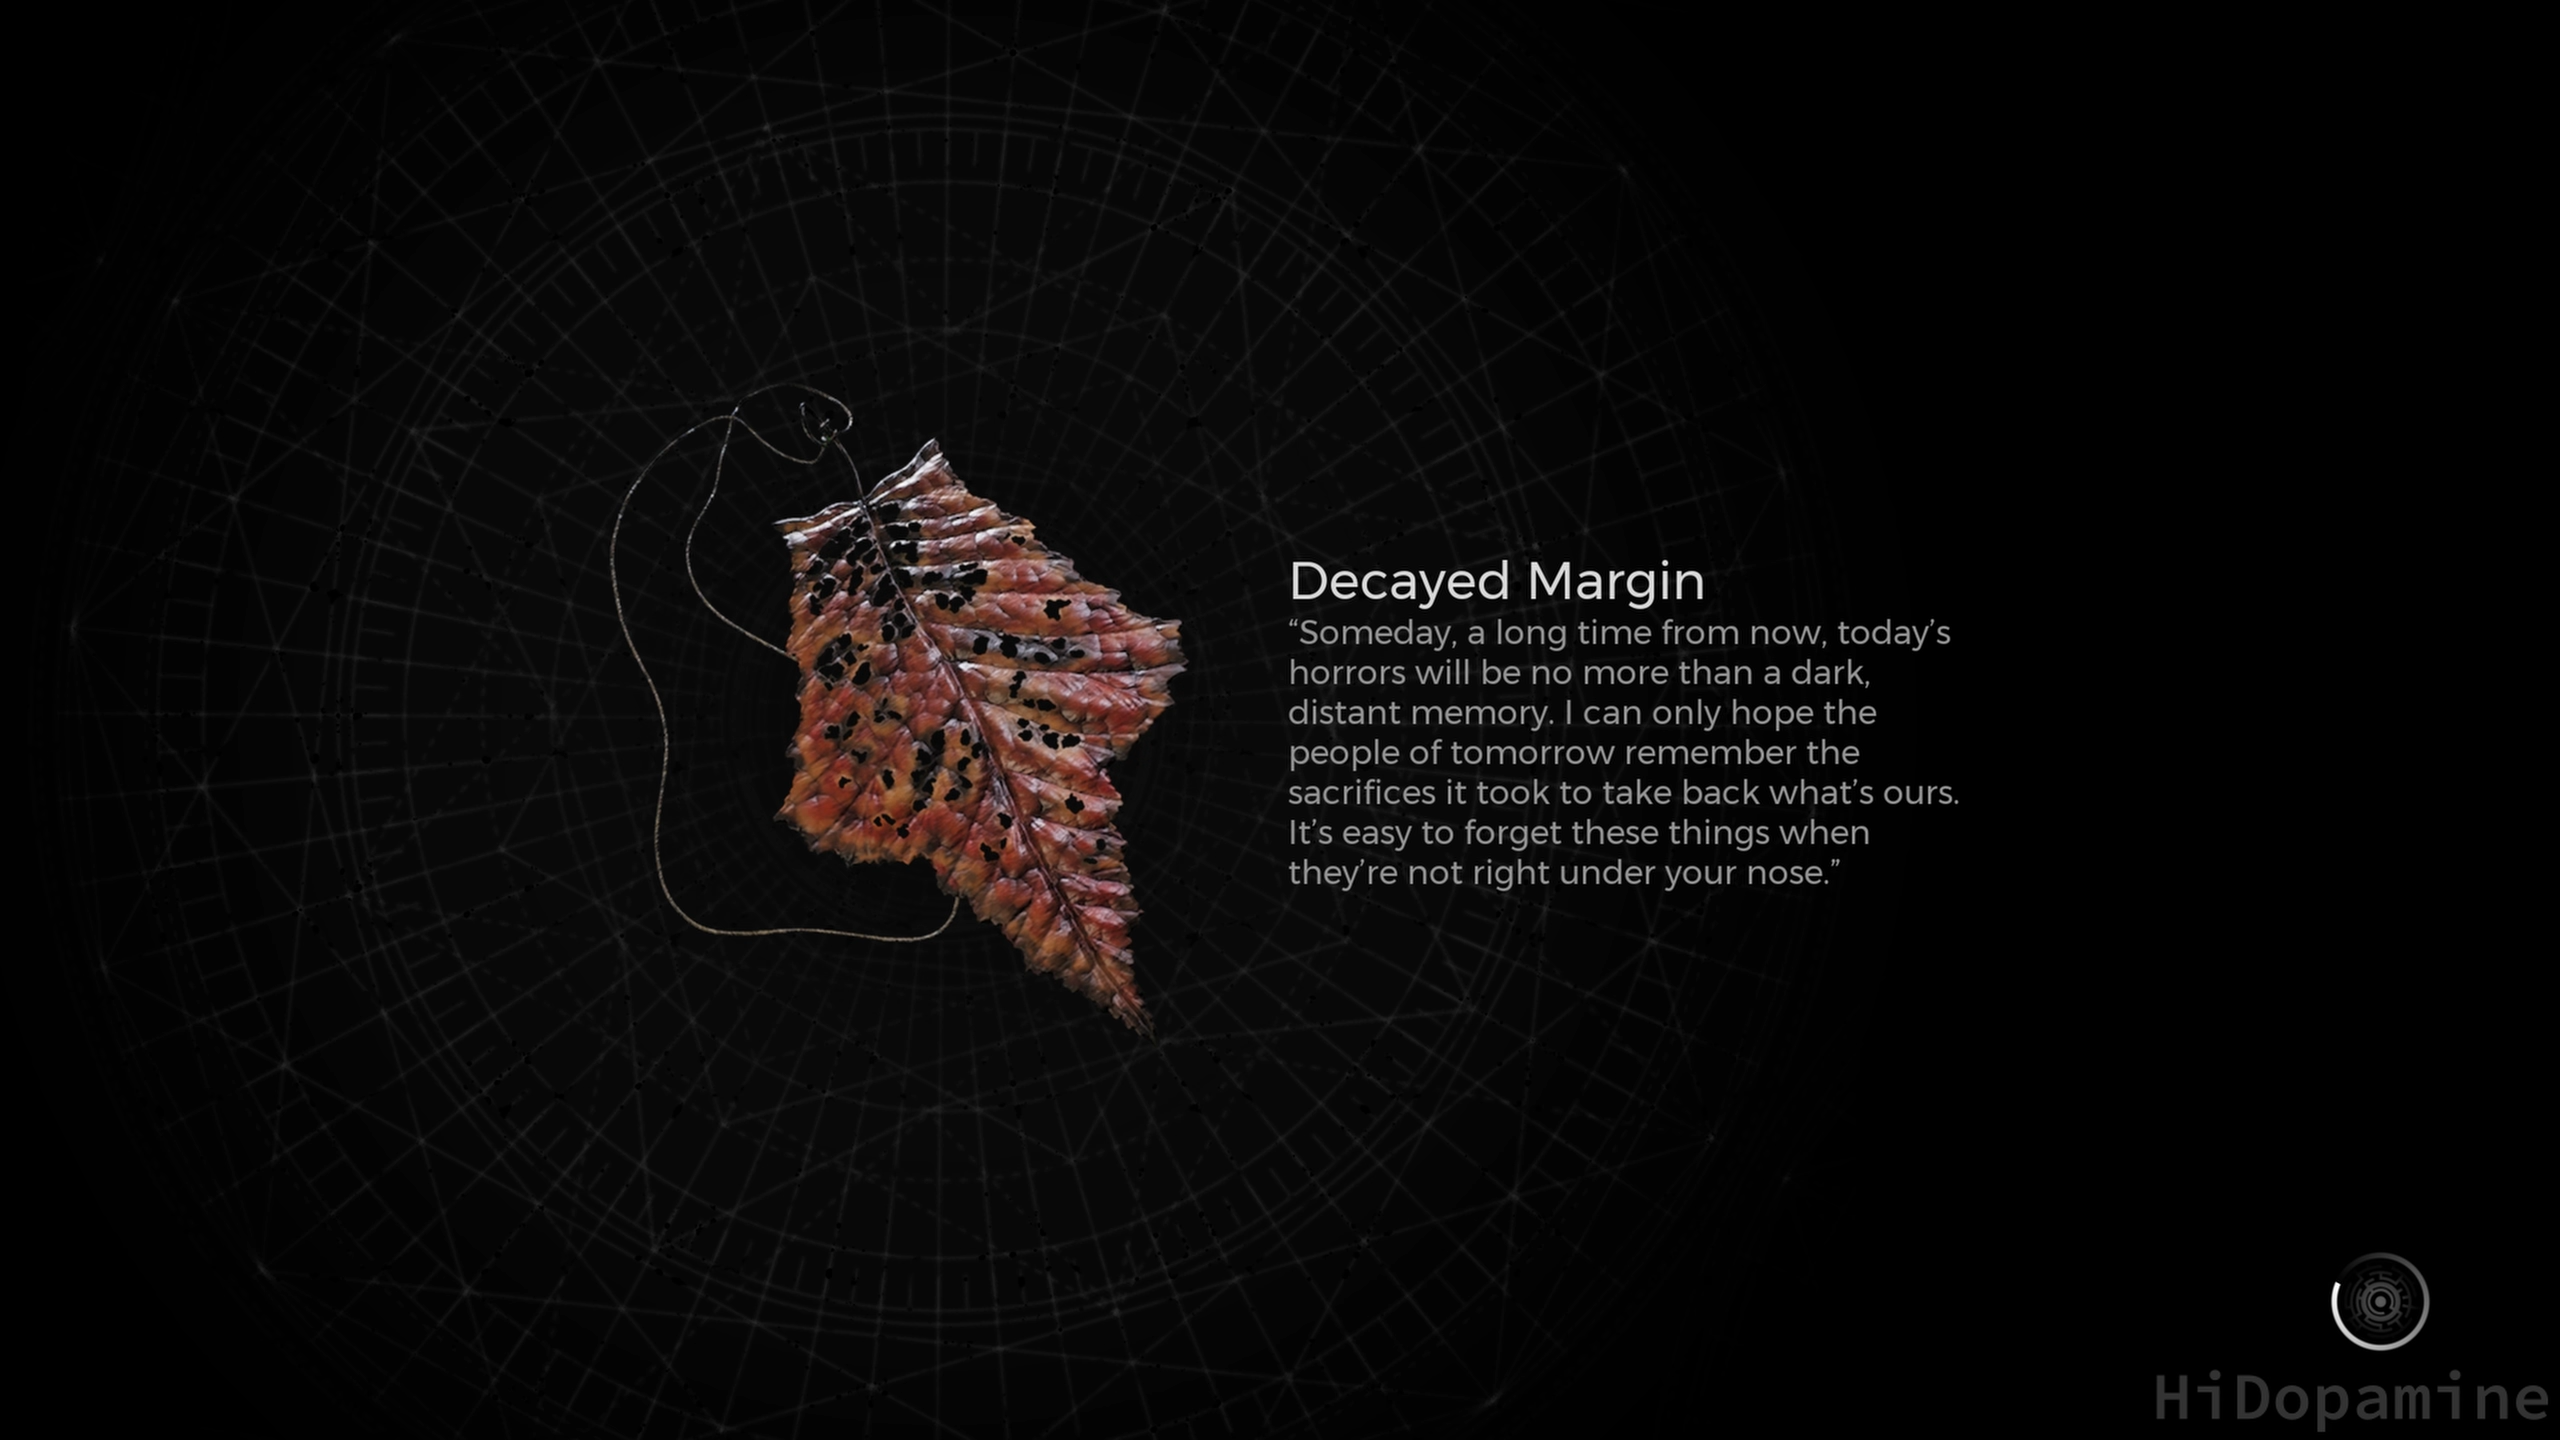 Decayed Margin
“Someday, a long time from now, today’s
horrors will be no more than a dark,
distant memory. I can only hope the
people of tomorrow remember the
sacrifices it took to take back what’s ours.
It’s easy to forget these things when
they’re not right under your nose.”
HiDopamine